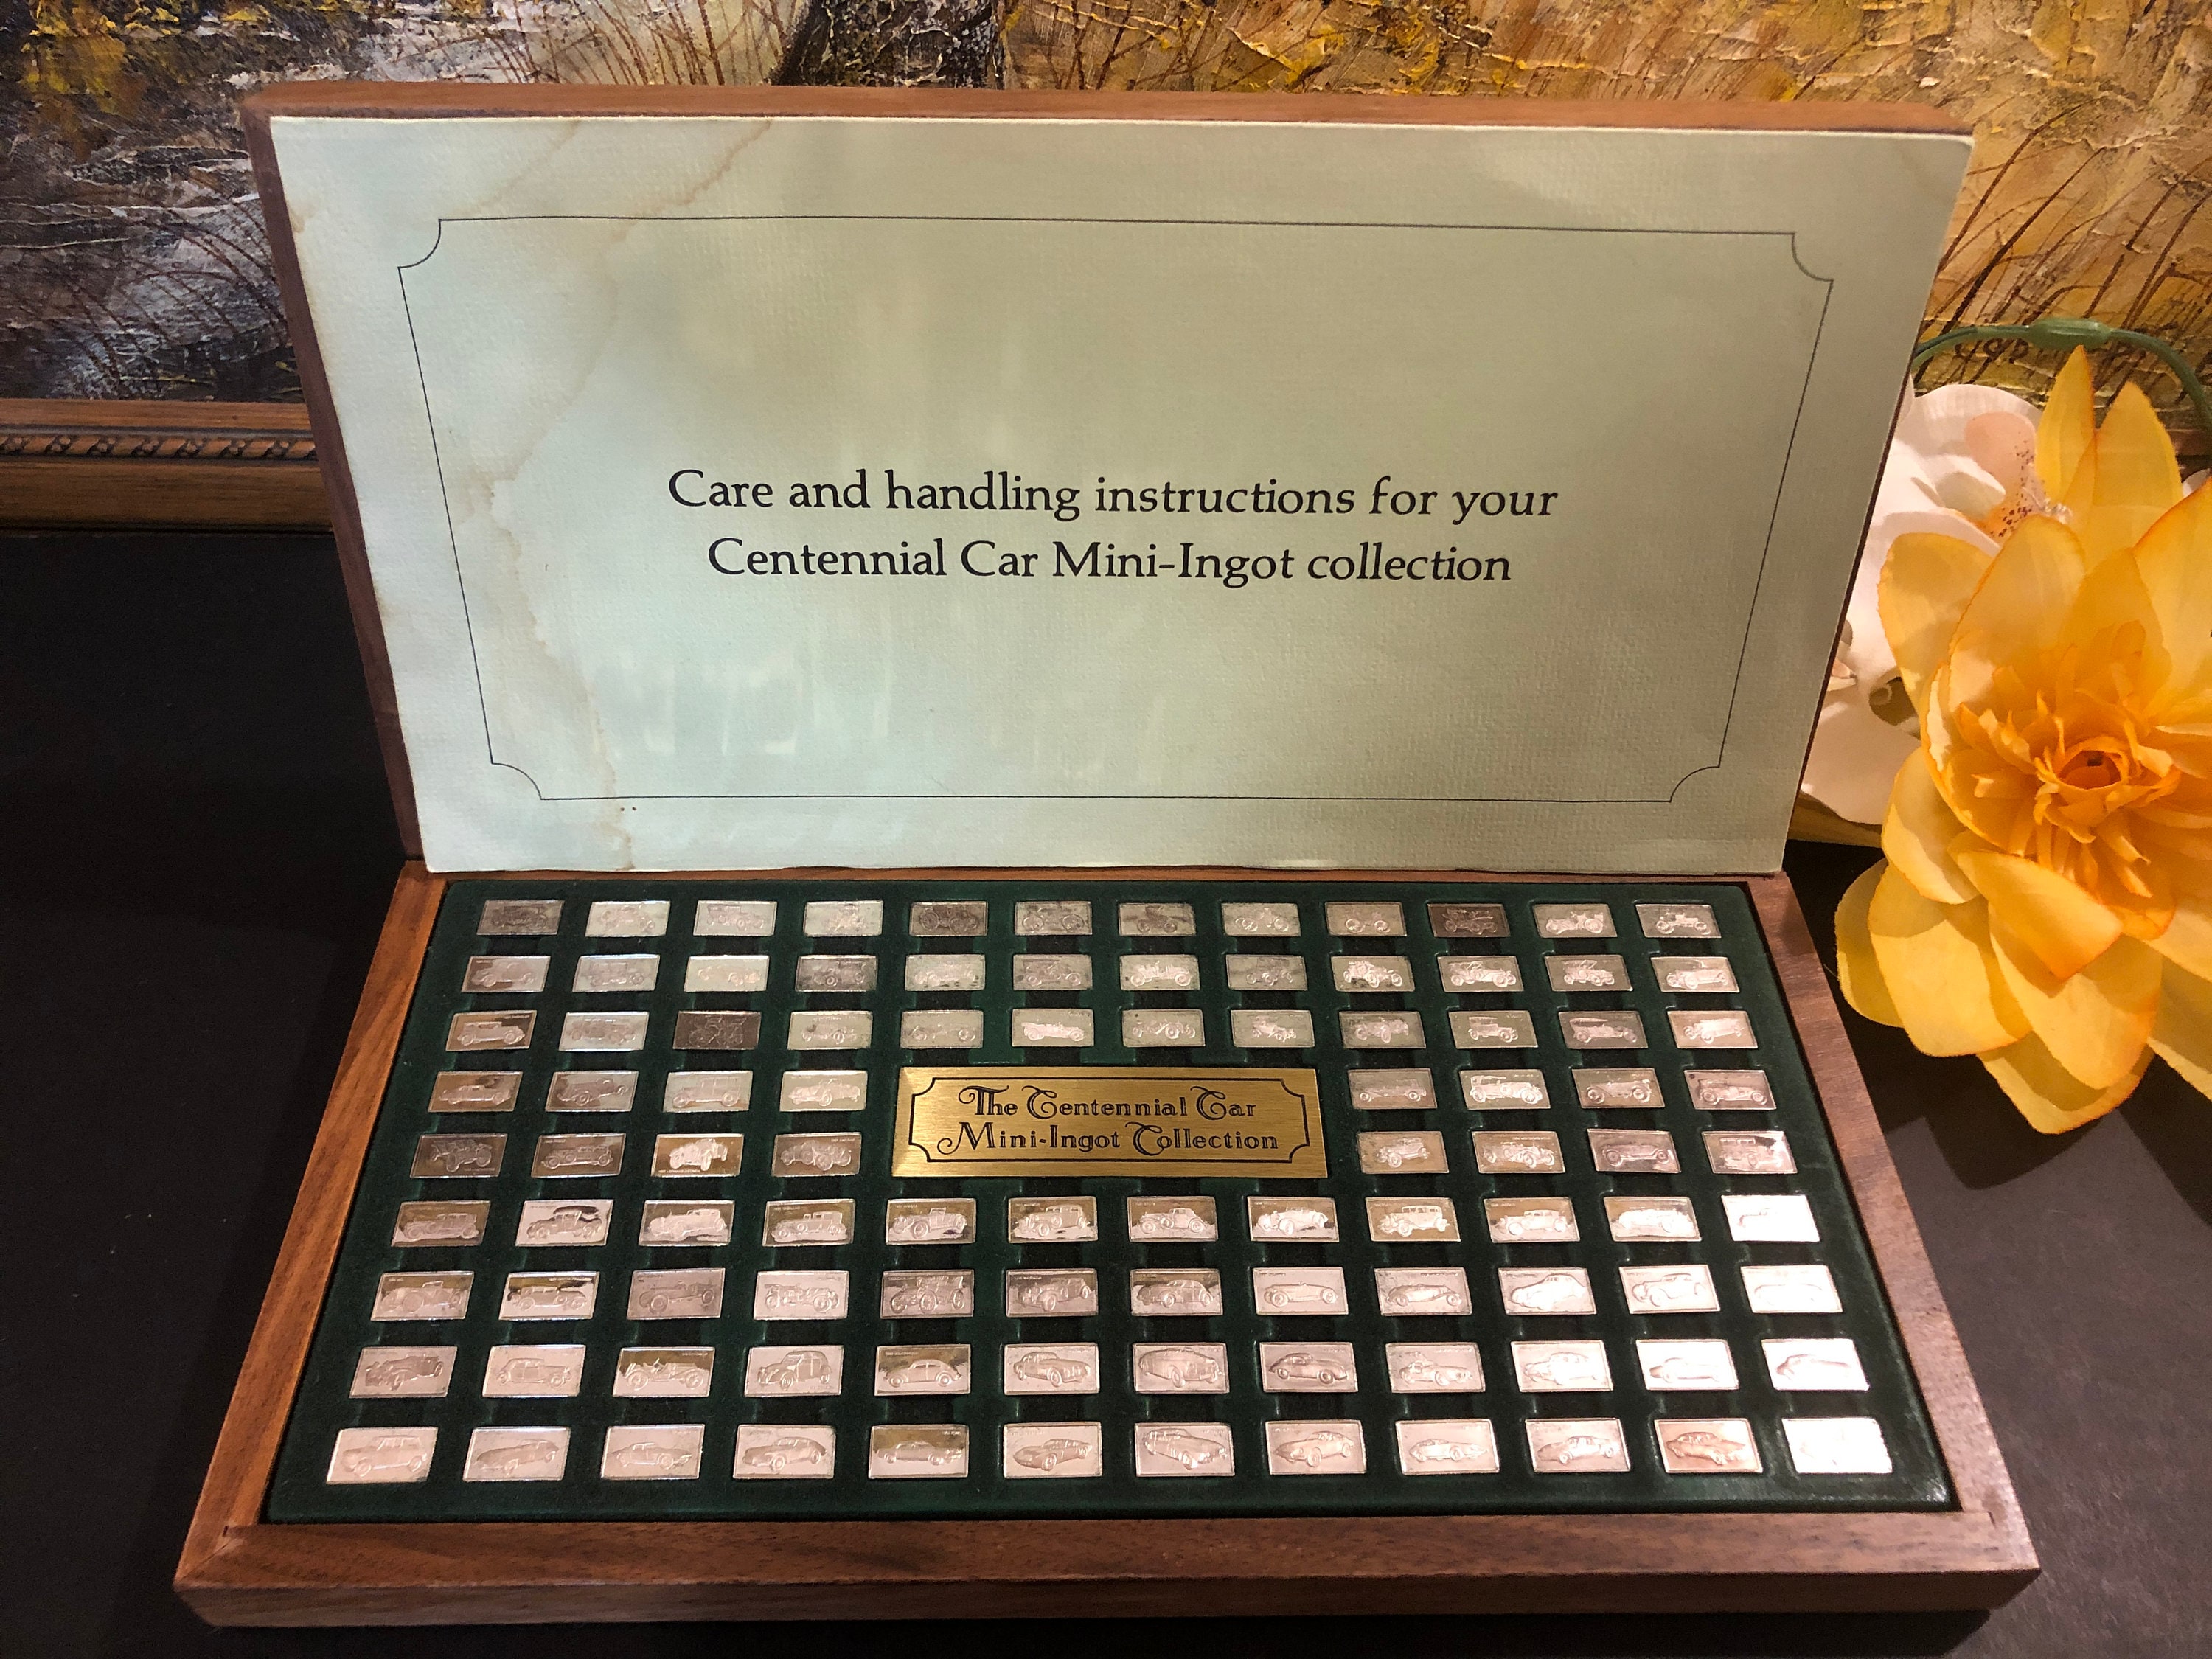 Care and handling instructions for your
Centennial Car Mini-Ingot collection
The Centennial Car
Mini-Ingot Collection